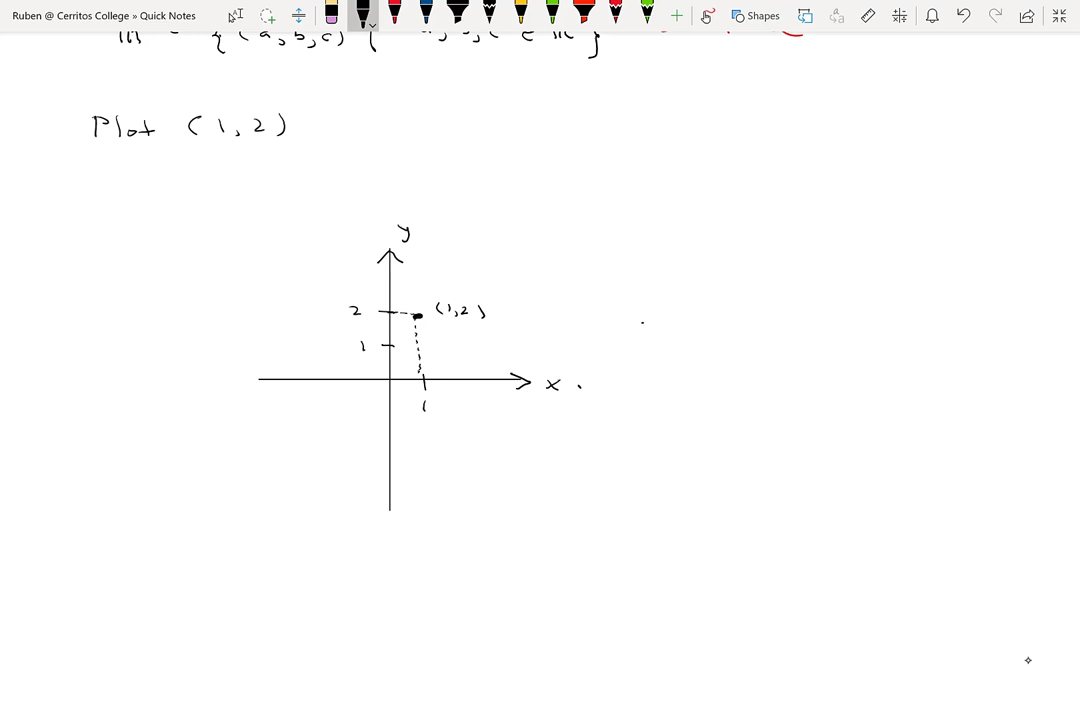 Ruben @ Cerritos College » Quick Notes
Shapes
{(a,b,c) |
}
Plot (1,2)
y
2 (1,2)
1
x
1